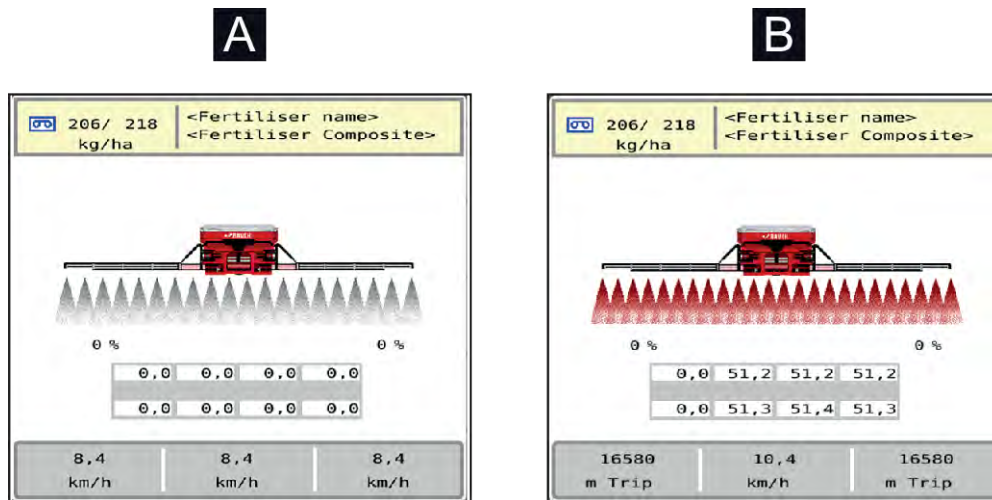 A
206/ 218
kg/ha
<Fertiliser name>
<Fertiliser Composite>
0 %
0 %
0,0 0,0 0,0 0,0
0,0 0,0 0,0 0,0
8,4
km/h
8,4
km/h
8,4
km/h
B
206/ 218
kg/ha
<Fertiliser name>
<Fertiliser Composite>
0 %
0 %
0,0 51,2 51,2 51,2
0,0 51,3 51,4 51,3
16580
m Trip
10,4
km/h
16580
m Trip